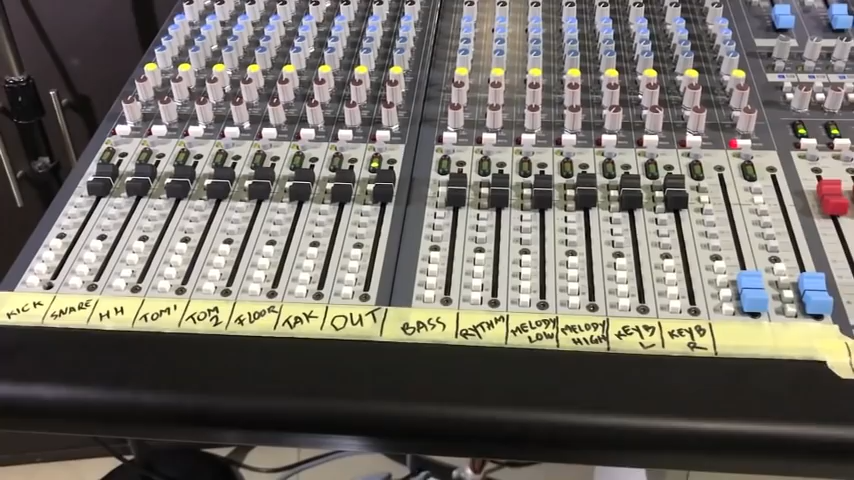 KICK SNARE HH TOM1 TOM 2 FLOOR TAK OUT BASS RYTHM MELODY LOW MELODY HIGH KEYB L KEYB R